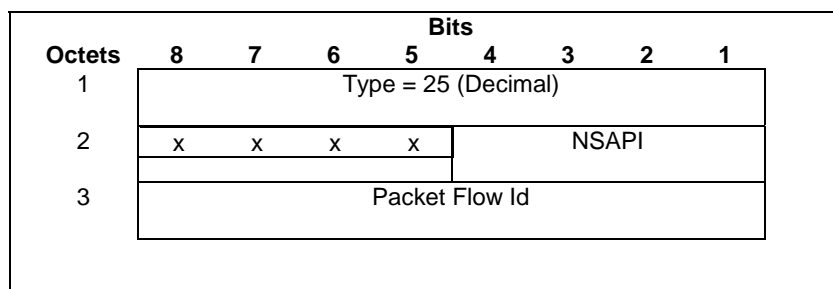 Bits
Octets 8 7 6 5 4 3 2 1
1 Type = 25 (Decimal)
2 x x x x NSAPI
3 Packet Flow Id